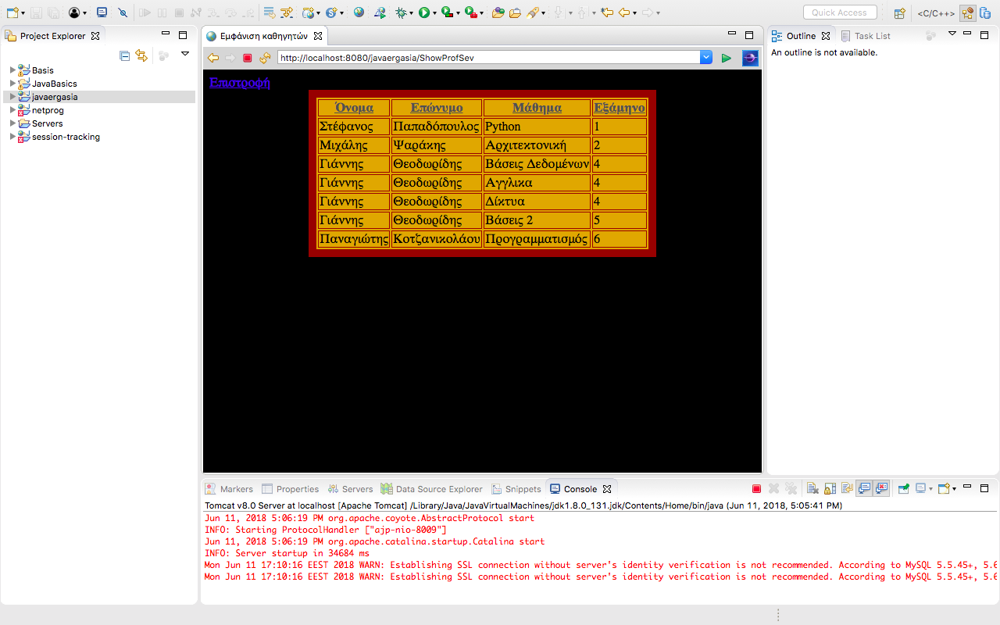 Quick Access
<C/C++>
Project Explorer
Basis
JavaBasics
javaergasia
netprog
Servers
session-tracking
Εμφάνιση καθηγητών
http://localhost:8080/javaergasia/ShowProfSev
Επιστροφή
Όνομα Επώνυμο Μάθημα Εξάμηνο
Στέφανος Παπαδόπουλος Python 1
Μιχάλης Ψαράκης Αρχιτεκτονική 2
Γιάννης Θεοδωρίδης Βάσεις Δεδομένων 4
Γιάννης Θεοδωρίδης Αγγλικα 4
Γιάννης Θεοδωρίδης Δίκτυα 4
Γιάννης Θεοδωρίδης Βάσεις 2 5
Παναγιώτης Κοτζανικολάου Προγραμματισμός 6
Outline Task List
An outline is not available.
Markers Properties Servers Data Source Explorer Snippets Console
Tomcat v8.0 Server at localhost [Apache Tomcat] /Library/Java/JavaVirtualMachines/jdk1.8.0_131.jdk/Contents/Home/bin/java (Jun 11, 2018, 5:05:41 PM)
Jun 11, 2018 5:06:19 PM org.apache.coyote.AbstractProtocol start
INFO: Starting ProtocolHandler ["ajp-nio-8009"]
Jun 11, 2018 5:06:19 PM org.apache.catalina.startup.Catalina start
INFO: Server startup in 34684 ms
Mon Jun 11 17:10:16 EEST 2018 WARN: Establishing SSL connection without server's identity verification is not recommended. According to MySQL 5.5.45+, 5.6
Mon Jun 11 17:10:16 EEST 2018 WARN: Establishing SSL connection without server's identity verification is not recommended. According to MySQL 5.5.45+, 5.6